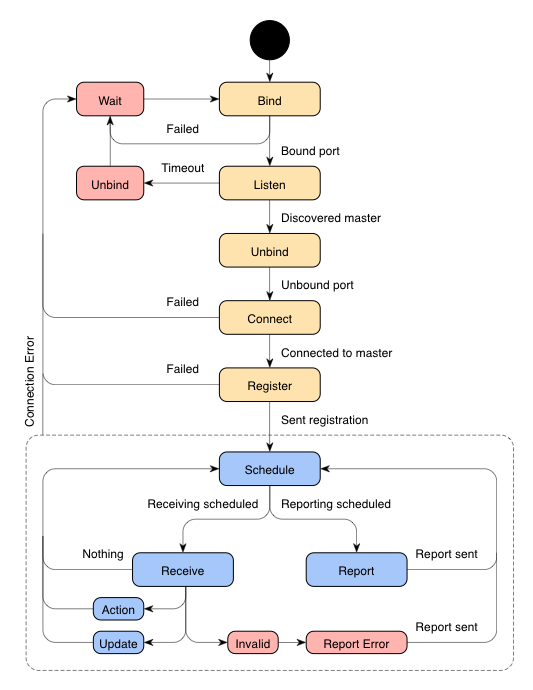 Wait
Bind
Failed
Bound port
Timeout
Unbind
Listen
Discovered master
Unbind
Unbound port
Failed
Connect
Connected to master
Failed
Register
Connection Error
Sent registration
Schedule
Receiving scheduled
Reporting scheduled
Nothing
Receive
Report
Report sent
Action
Update
Invalid
Report Error
Report sent